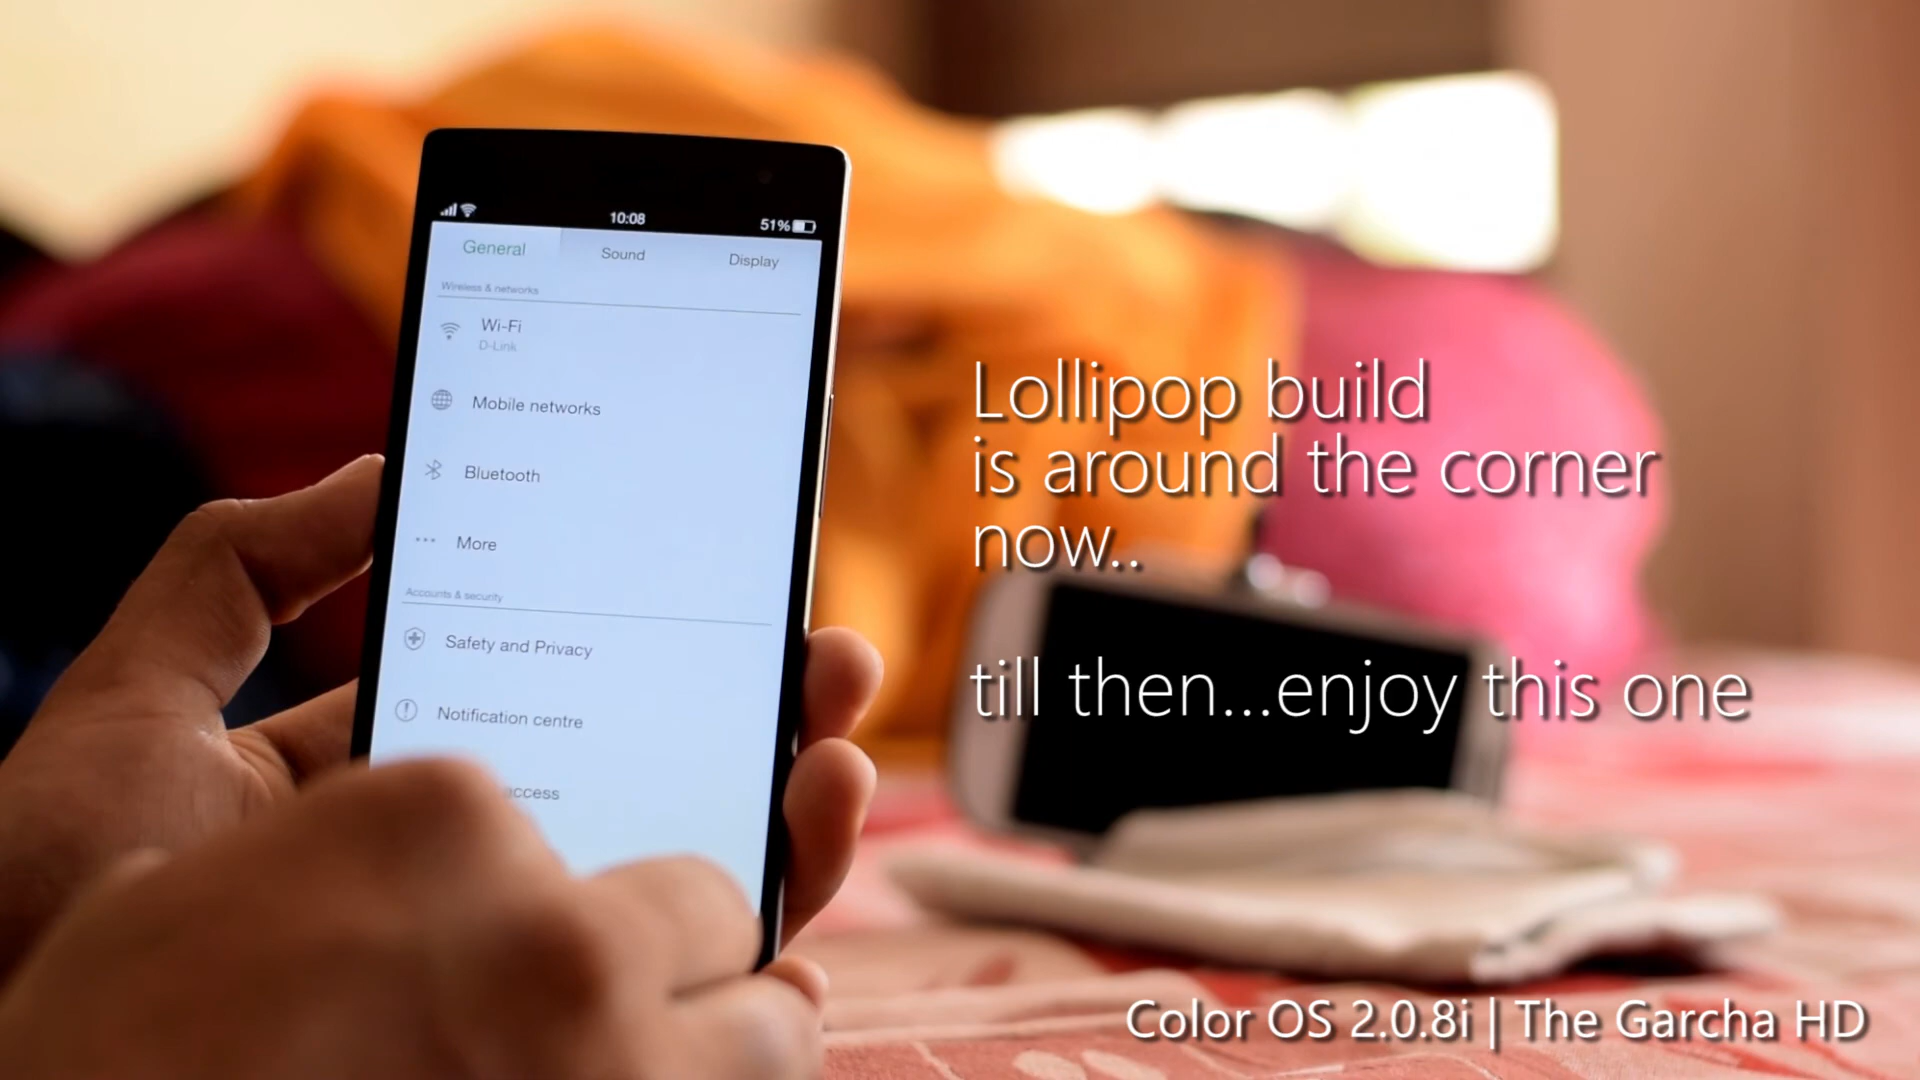 10:08
51%
General
Sound
Display
Wireless & networks
Wi-Fi
D-Link
Mobile networks
Bluetooth
More
Accounts & security
Safety and Privacy
Notification centre
access
Lollipop build
is around the corner
now..
till then...enjoy this one
Color OS 2.0.8i | The Garcha HD